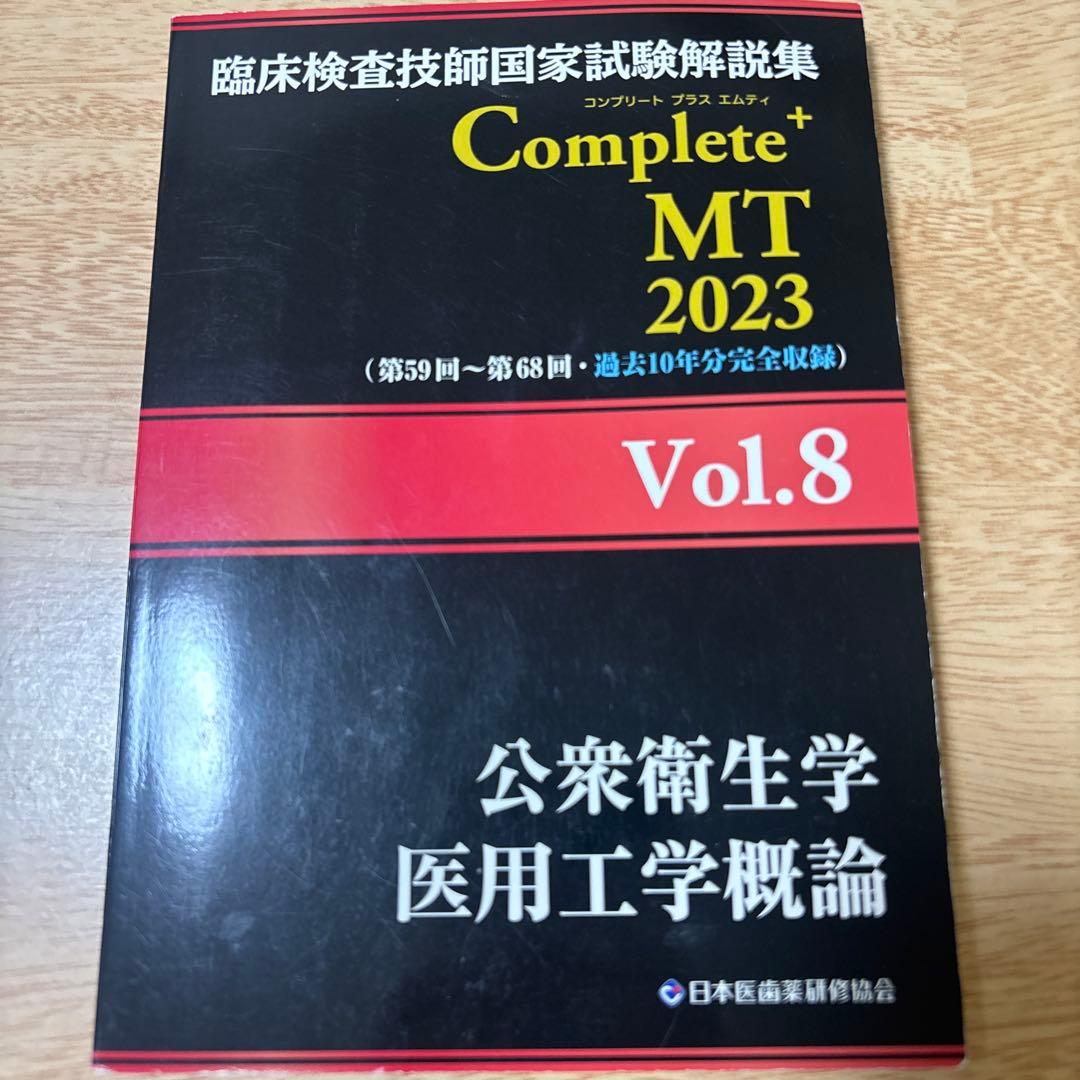 臨床検査技師国家試験解説集
コンプリート プラス エムティ
Complete+
MT
2023
(第59回～第68回・過去10年分完全収録)
Vol.8
公衆衛生学
医用工学概論
日本医歯薬研修協会